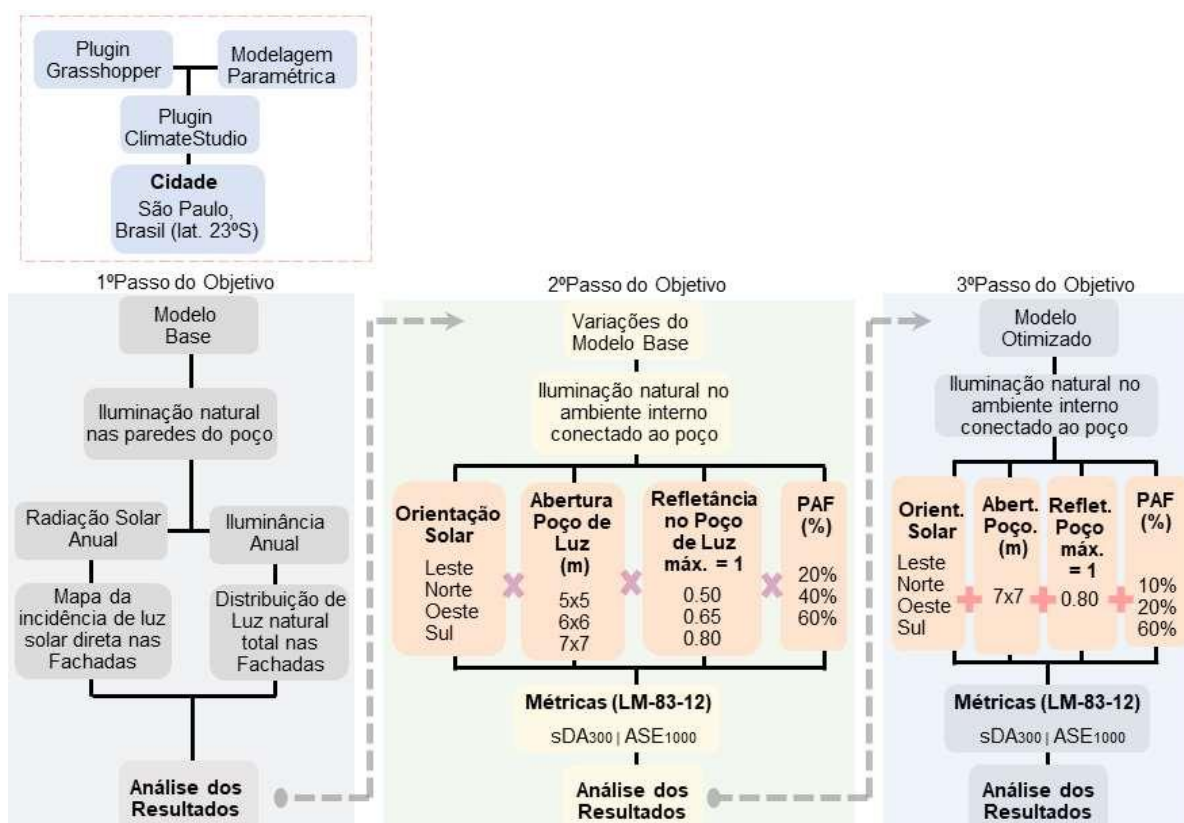 Plugin
Grasshopper
Modelagem
Paramétrica
Plugin
ClimateStudio
Cidade
São Paulo,
Brasil (lat. 23ºS)
1ºPasso do Objetivo
Modelo
Base
Iluminação natural
nas paredes do poço
Radiação Solar
Anual
Iluminância
Anual
Mapa da
incidência de luz
solar direta nas
Fachadas
Distribuição de
Luz natural
total nas
Fachadas
Análise dos
Resultados
2ºPasso do Objetivo
Variações do
Modelo Base
Iluminação natural no
ambiente interno
conectado ao poço
Orientação
Solar
Leste
Norte
Oeste
Sul
Abertura
Poço de
Luz
(m)
5x5
6x6
7x7
Refletância
no Poço
de Luz
máx. = 1
0.50
0.65
0.80
PAF
(%)
20%
40%
60%
Métricas (LM-83-12)
sDA300 | ASE1000
Análise dos
Resultados
3ºPasso do Objetivo
Modelo
Otimizado
Iluminação natural no
ambiente interno
conectado ao poço
Orient.
Solar
Leste
Norte
Oeste
Sul
Abert.
Poço.
(m)
7x7
Reflet.
Poço
máx.
= 1
0.80
PAF
(%)
10%
20%
60%
Métricas (LM-83-12)
sDA300 | ASE1000
Análise dos
Resultados